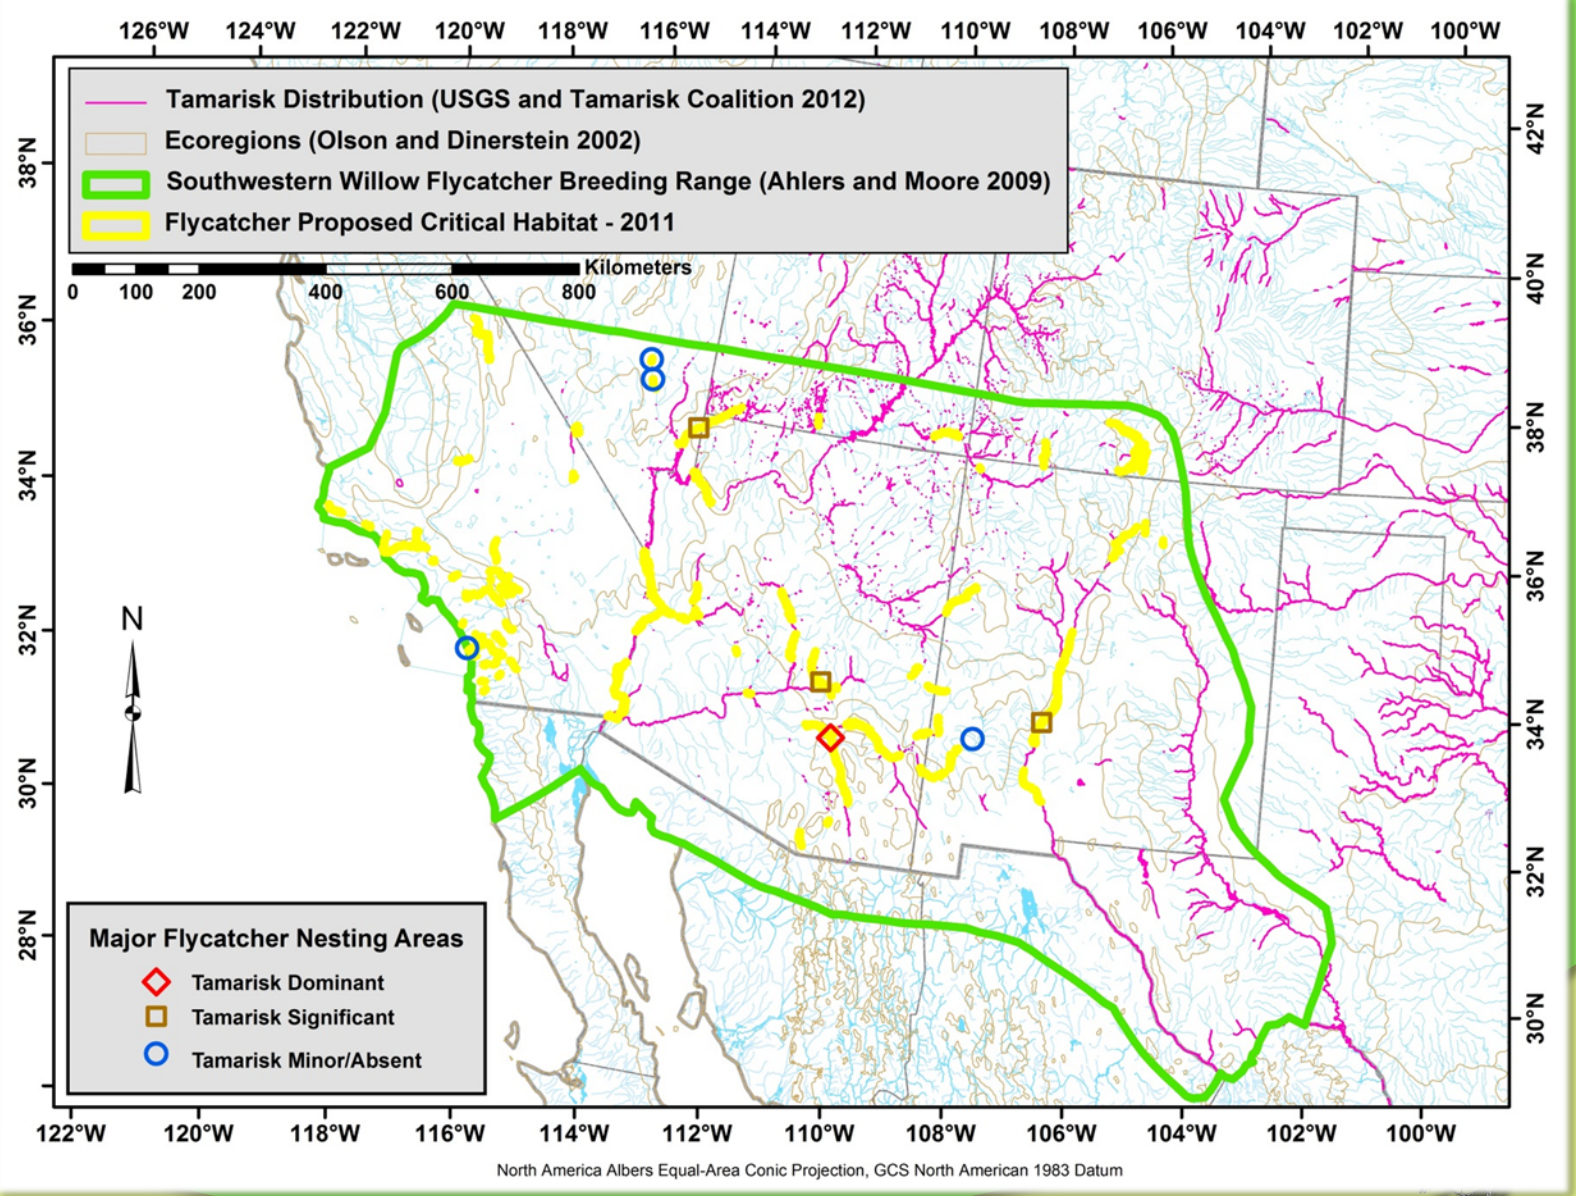 126°W 124°W 122°W 120°W 118°W 116°W 114°W 112°W 110°W 108°W 106°W 104°W 102°W 100°W
Tamarisk Distribution (USGS and Tamarisk Coalition 2012)
Ecoregions (Olson and Dinerstein 2002)
Southwestern Willow Flycatcher Breeding Range (Ahlers and Moore 2009)
Flycatcher Proposed Critical Habitat - 2011
Kilometers
0 100 200 400 600 800
38°N
36°N
34°N
32°N
30°N
28°N
42°N
40°N
38°N
36°N
34°N
32°N
30°N
N
Major Flycatcher Nesting Areas
Tamarisk Dominant
Tamarisk Significant
Tamarisk Minor/Absent
122°W 120°W 118°W 116°W 114°W 112°W 110°W 108°W 106°W 104°W 102°W 100°W
North America Albers Equal-Area Conic Projection, GCS North American 1983 Datum